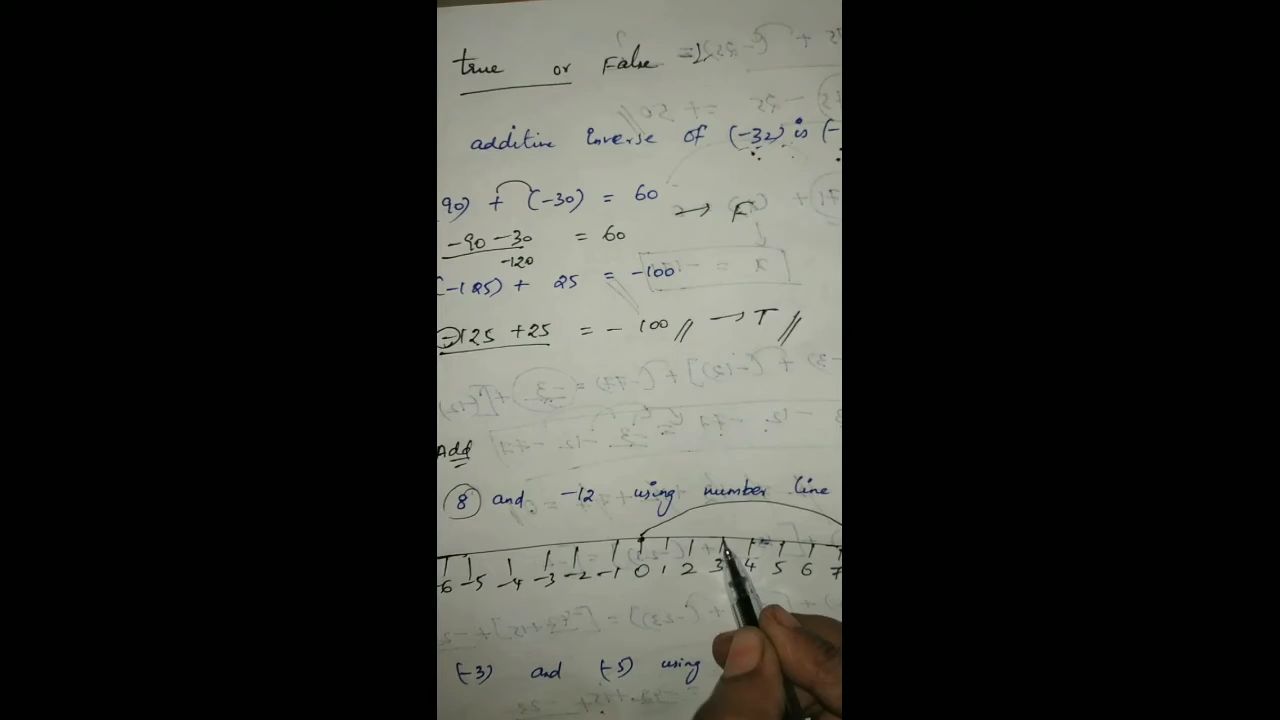 true or False
additive Inverse of (-32) is (-
90) + (-30) = 60
→ F
-90 -30 = 60
-120
(-125) + 25 = -100
-125 +25 = - 100 // → T //
Add
8 and -12 using number line
-6 -5 -4 -3 -2 -1 0 1 2 3 4 5 6 7
(-3) and (-5) using